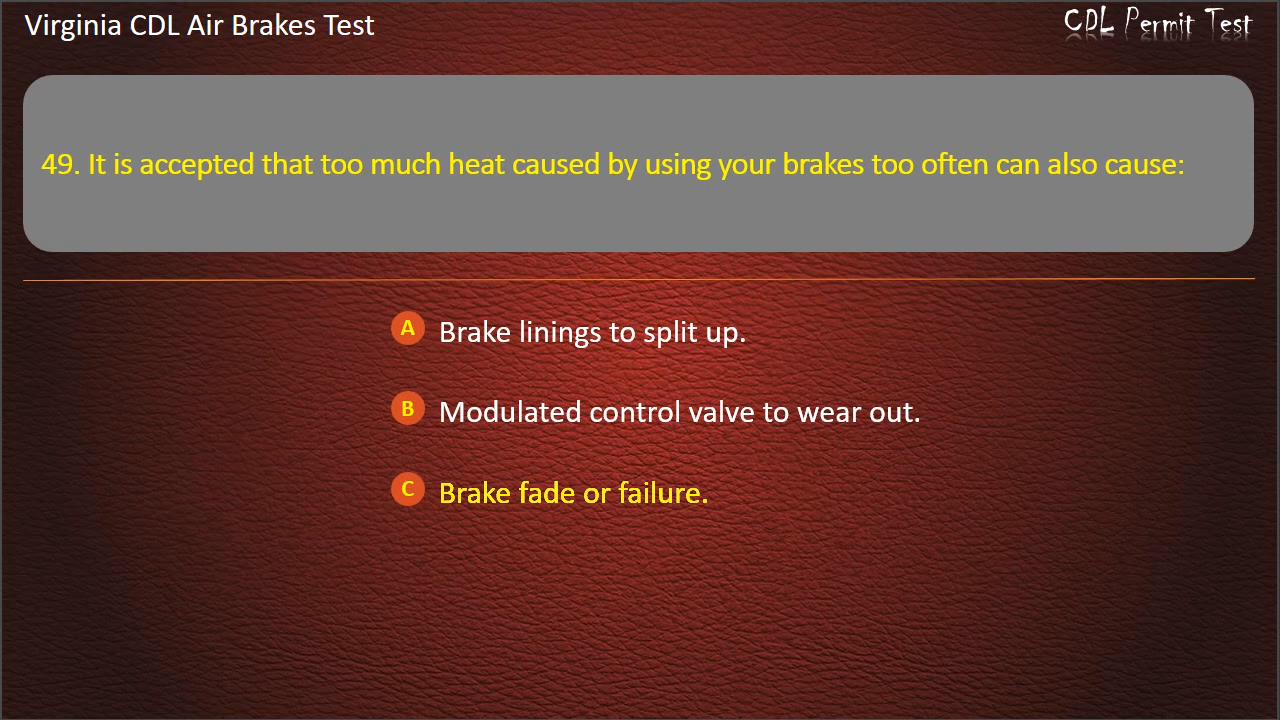 Virginia CDL Air Brakes Test
CDL Permit Test
49. It is accepted that too much heat caused by using your brakes too often can also cause:
A Brake linings to split up.
B Modulated control valve to wear out.
C Brake fade or failure.